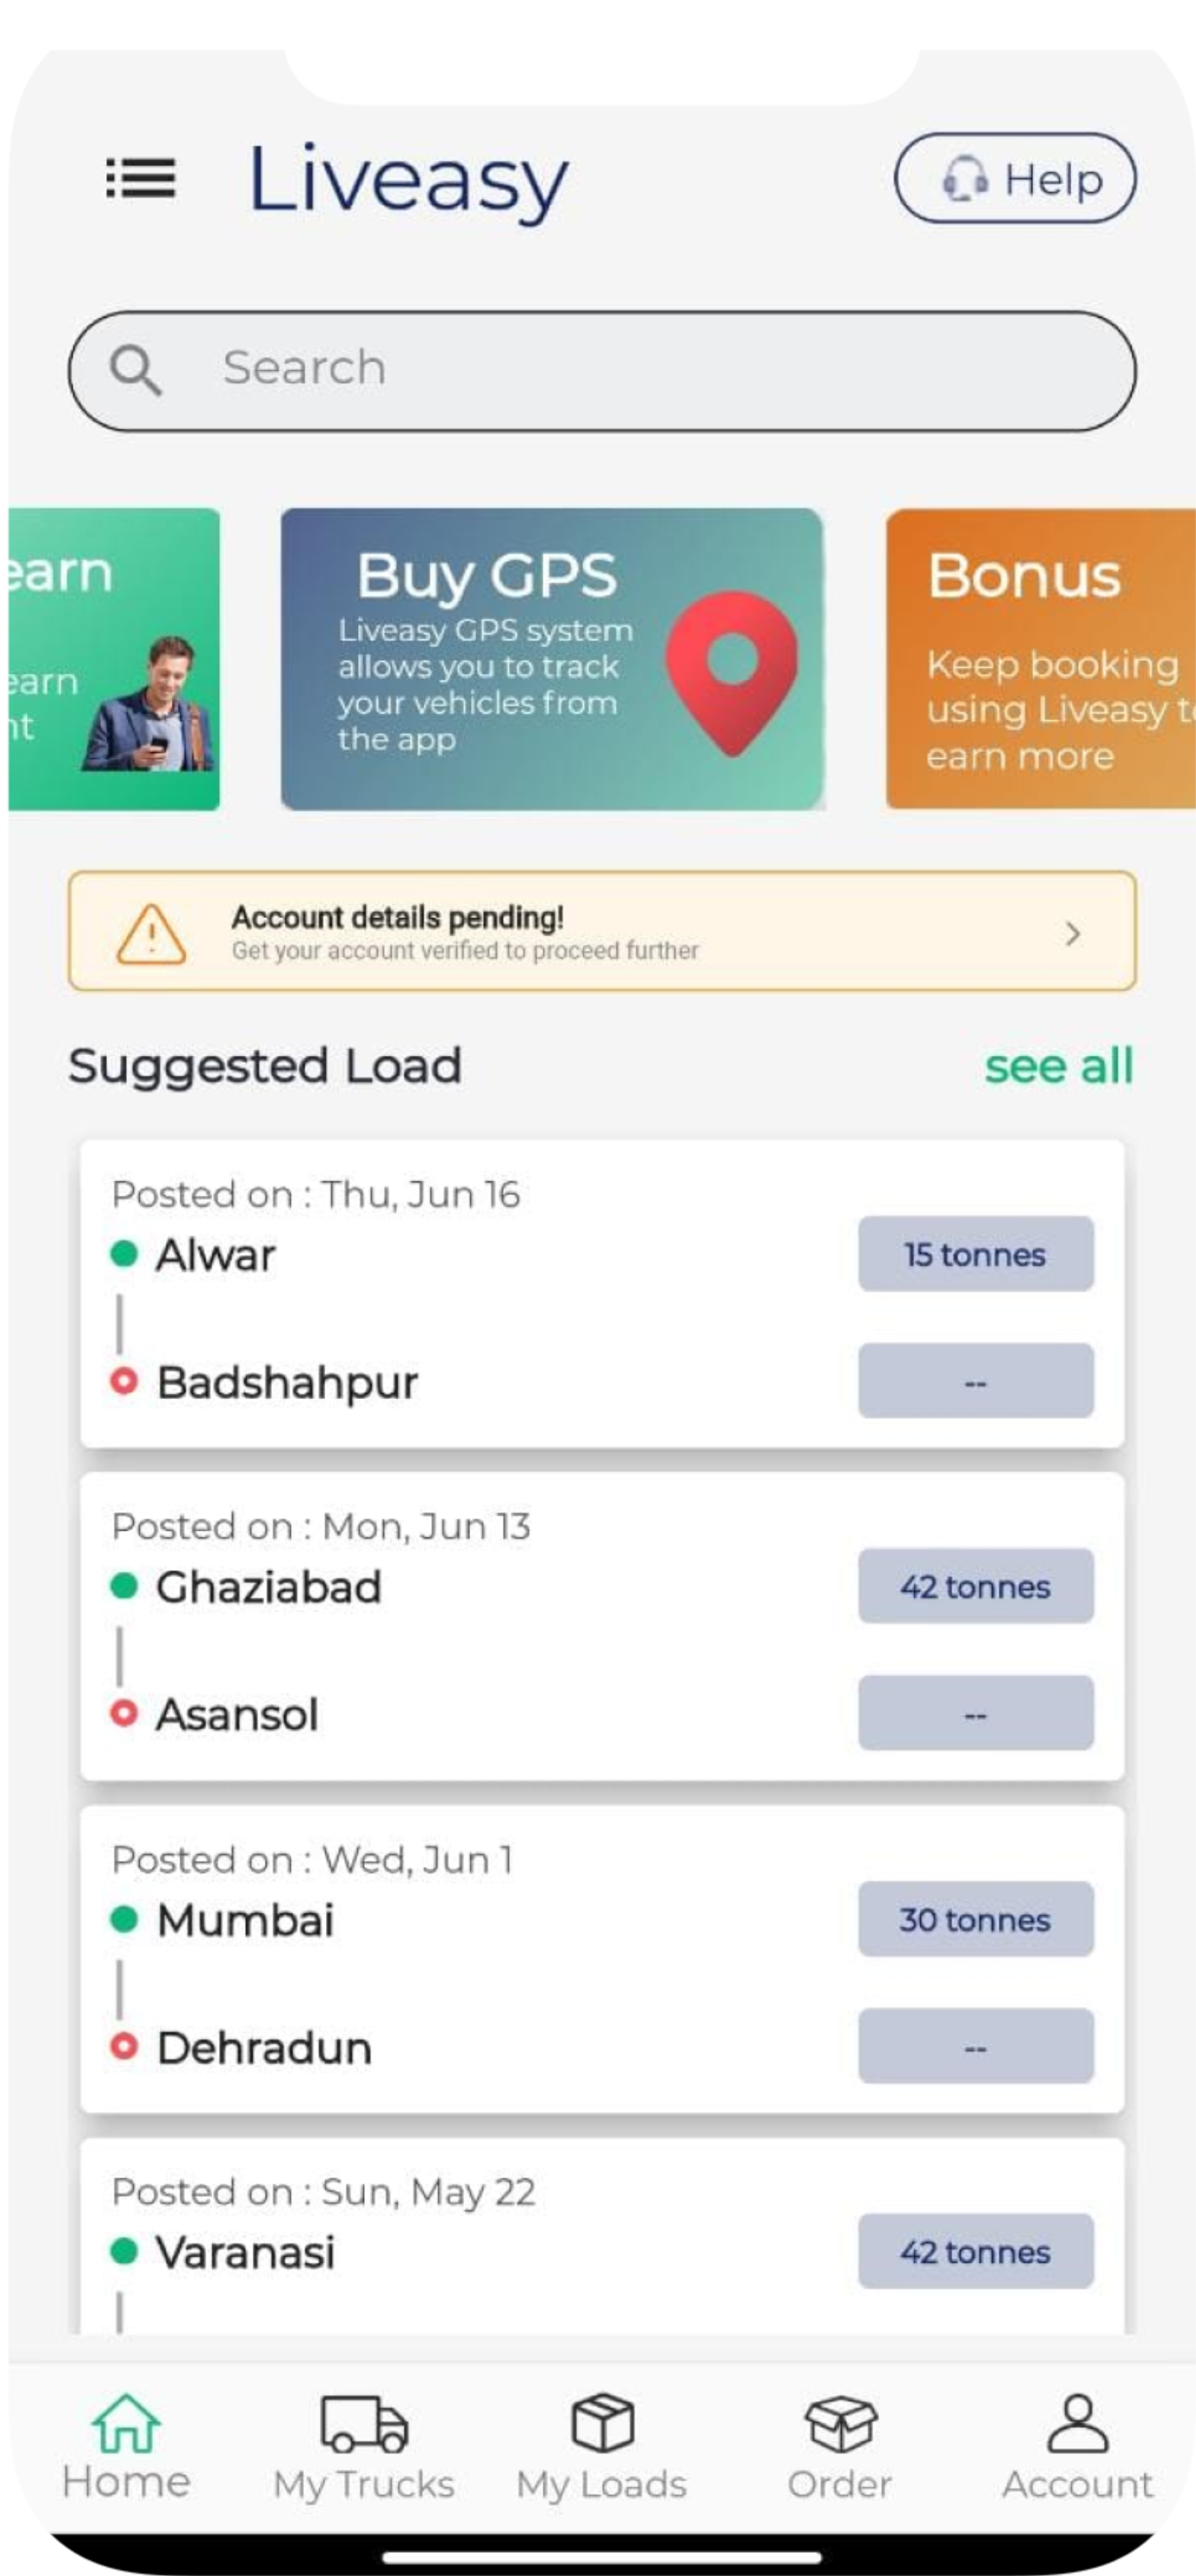 Liveasy
Help
Search
earn
earn
nt
Buy GPS
Liveasy GPS system
allows you to track
your vehicles from
the app
Bonus
Keep booking
using Liveasy to
earn more
Account details pending!
Get your account verified to proceed further
Suggested Load
see all
Posted on : Thu, Jun 16
Alwar
15 tonnes
Badshahpur
--
Posted on : Mon, Jun 13
Ghaziabad
42 tonnes
Asansol
--
Posted on : Wed, Jun 1
Mumbai
30 tonnes
Dehradun
--
Posted on : Sun, May 22
Varanasi
42 tonnes
Home
My Trucks
My Loads
Order
Account